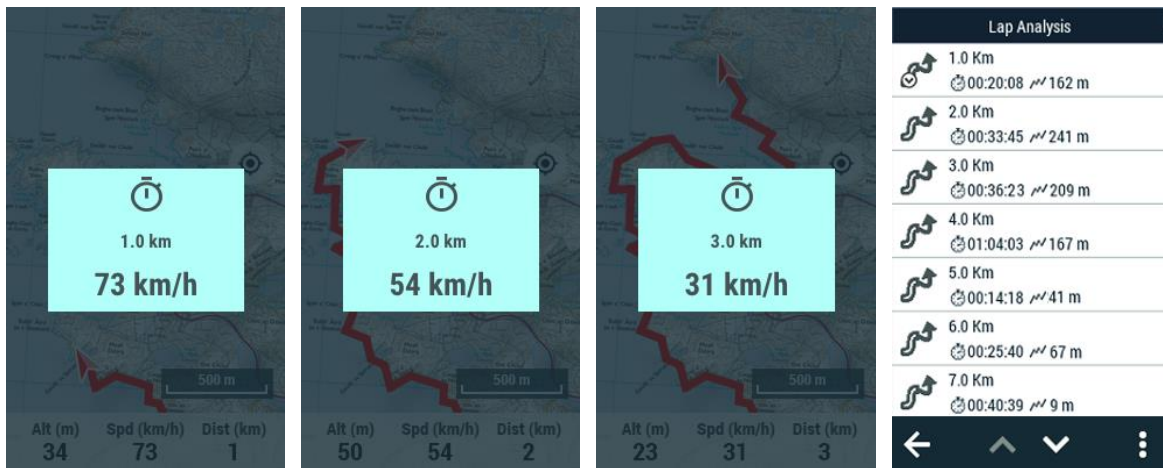 1.0 km
73 km/h
500 m
Alt (m) Spd (km/h) Dist (km)
34 73 1
2.0 km
54 km/h
500 m
Alt (m) Spd (km/h) Dist (km)
50 54 2
3.0 km
31 km/h
500 m
Alt (m) Spd (km/h) Dist (km)
23 31 3
Lap Analysis
1.0 Km
00:20:08 162 m
2.0 Km
00:33:45 241 m
3.0 Km
00:36:23 209 m
4.0 Km
01:04:03 167 m
5.0 Km
00:14:18 41 m
6.0 Km
00:25:40 67 m
7.0 Km
00:40:39 9 m